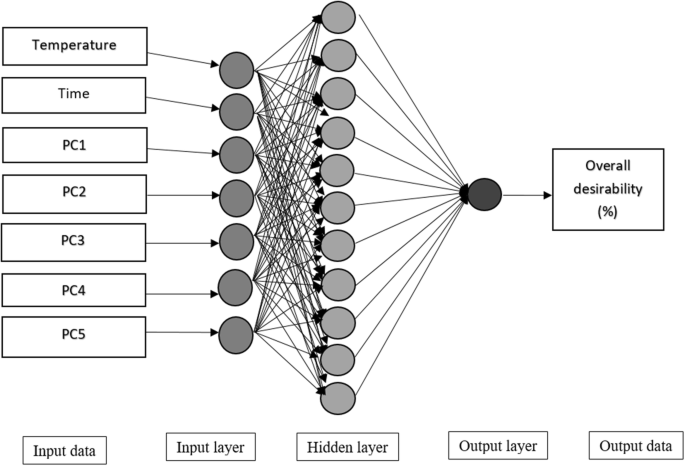 Temperature
Time
PC1
PC2
PC3
PC4
PC5
Overall
desirability
(%)
Input data
Input layer
Hidden layer
Output layer
Output data